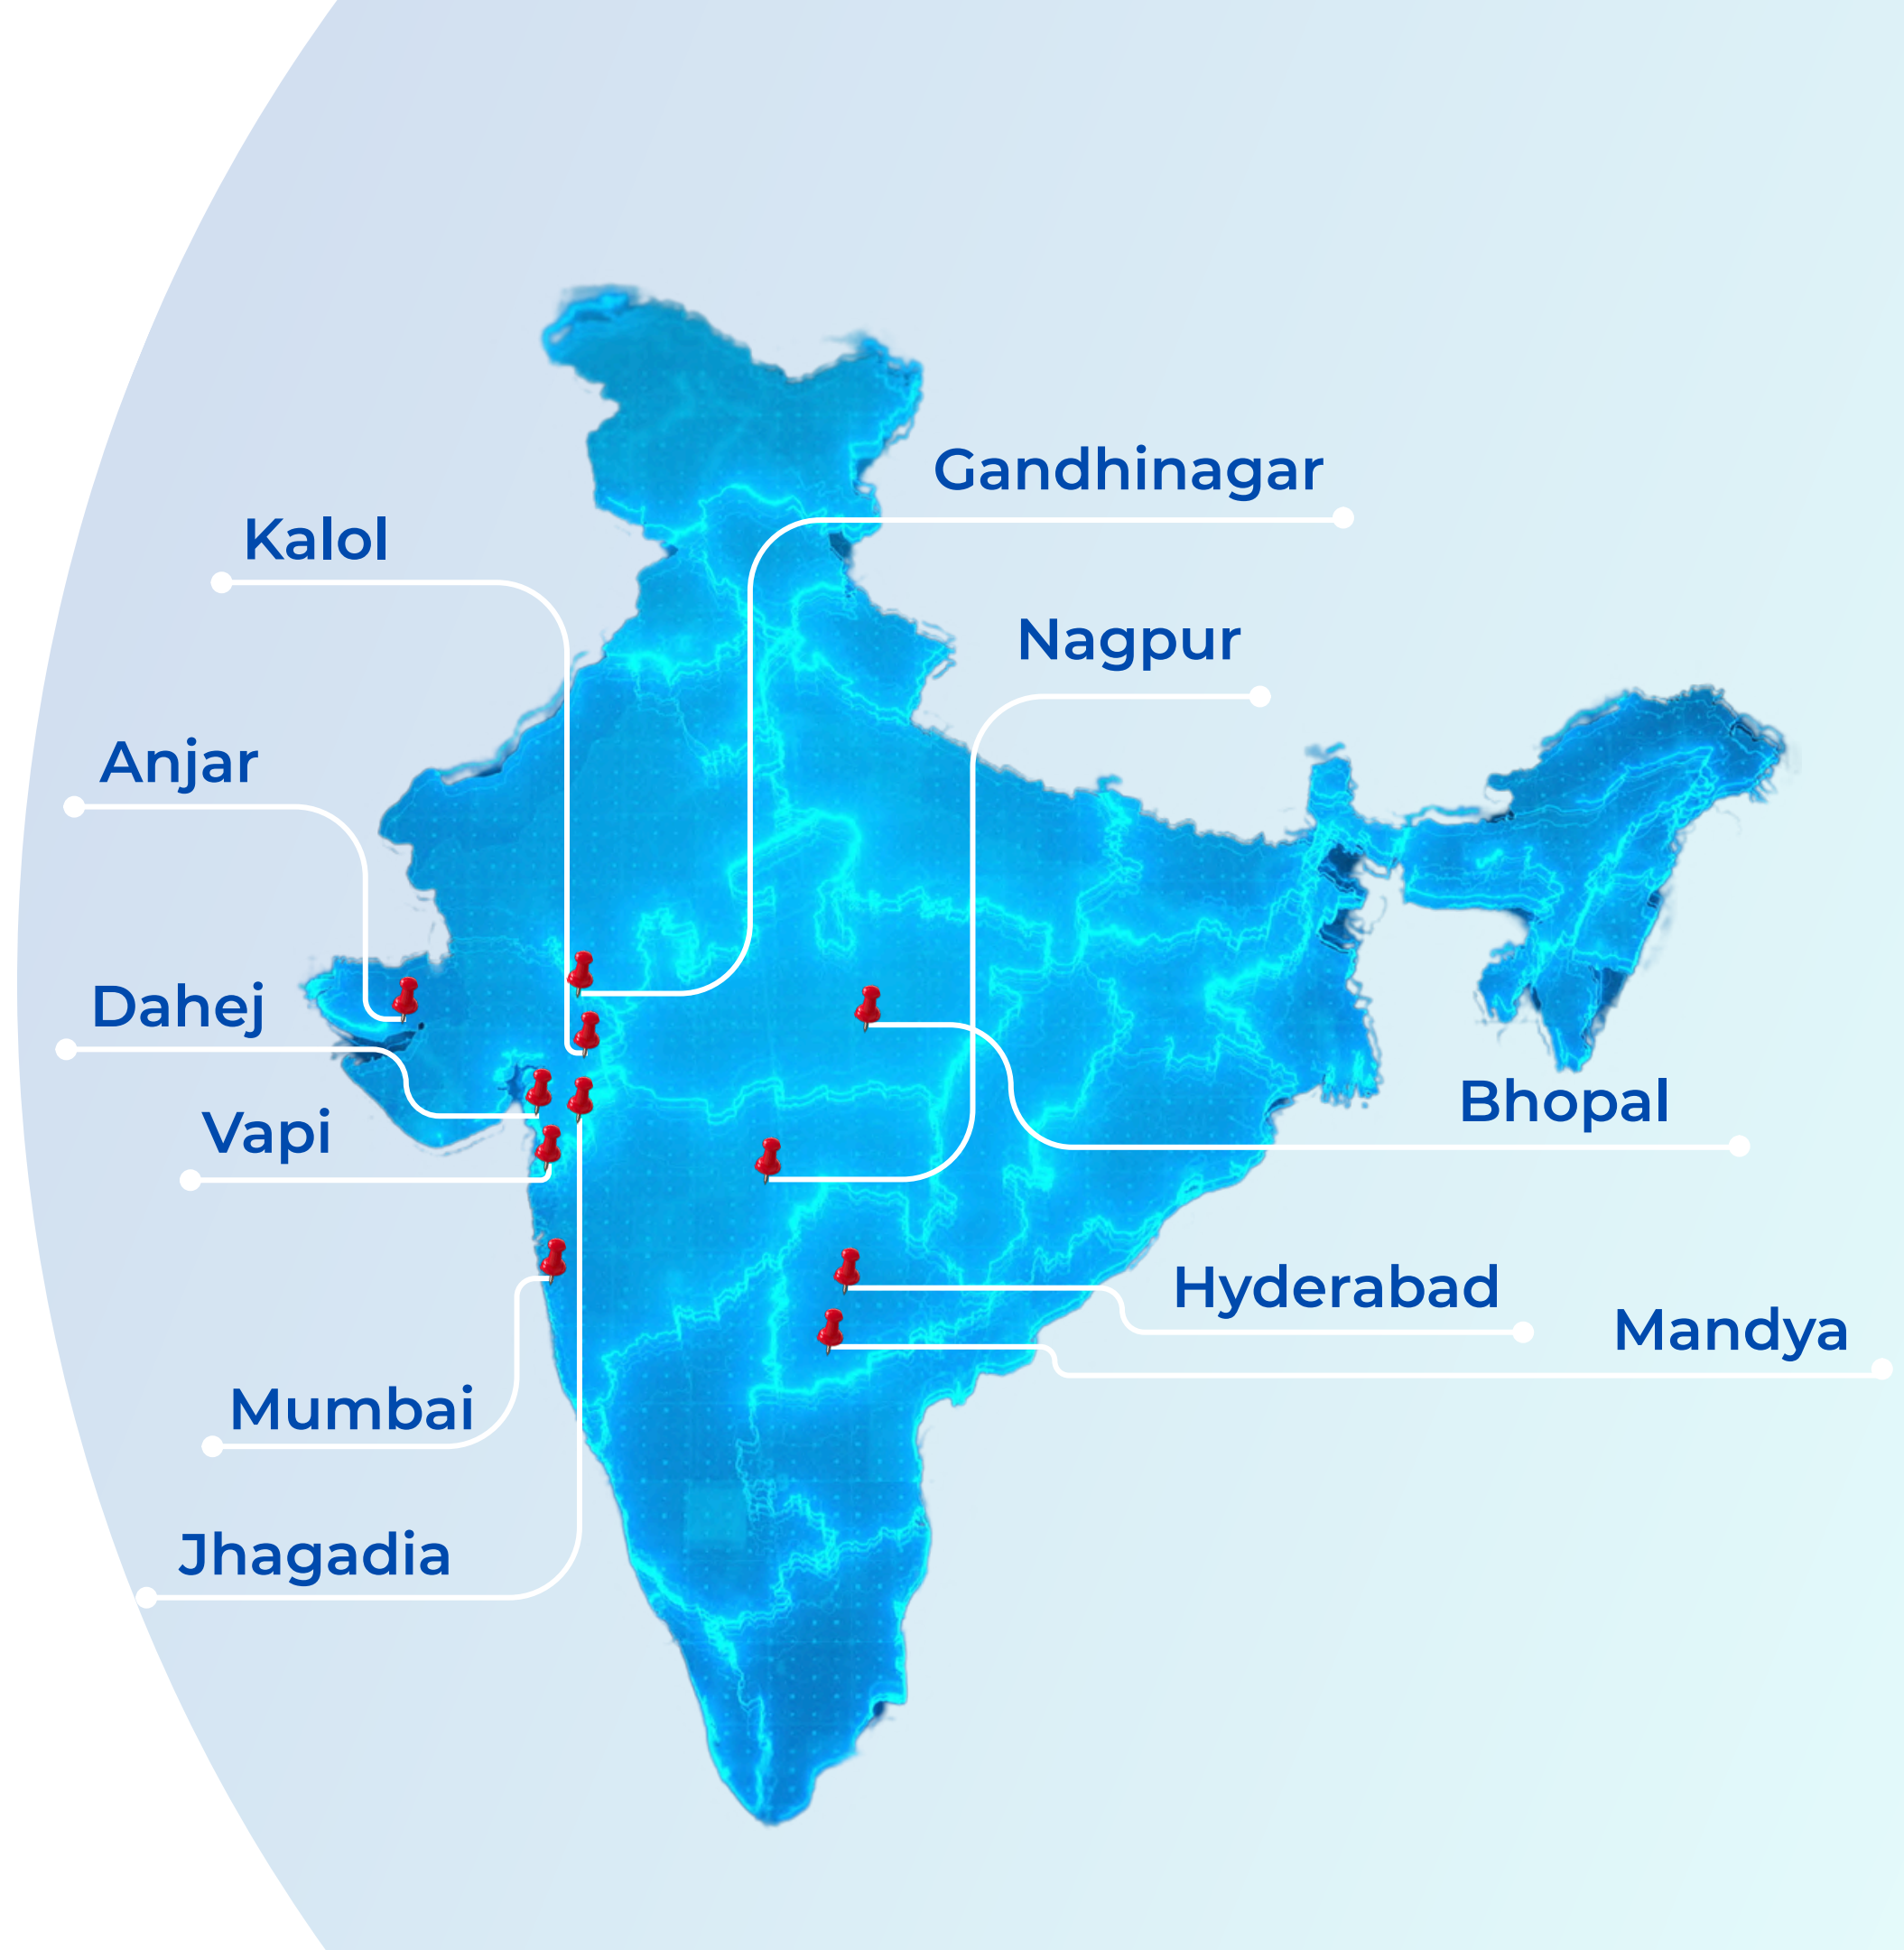 Gandhinagar
Kalol
Nagpur
Anjar
Dahej
Bhopal
Vapi
Hyderabad
Mandya
Mumbai
Jhagadia